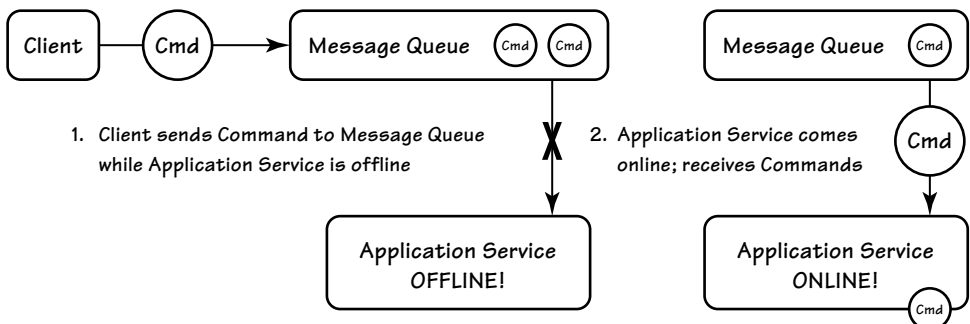 Client
Cmd
Message Queue
Cmd
Cmd
1. Client sends Command to Message Queue
while Application Service is offline
X
Application Service
OFFLINE!
Message Queue
Cmd
2. Application Service comes
online; receives Commands
Cmd
Application Service
ONLINE!
Cmd